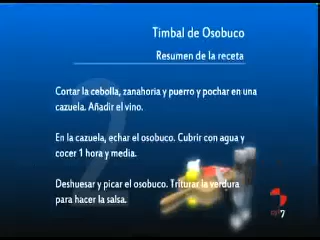 Timbal de Osobuco
Resumen de la receta
Cortar la cebolla, zanahoria y puerro y pochar en una
cazuela. Añadir el vino.
En la cazuela, echar el osobuco. Cubrir con agua y
cocer 1 hora y media.
Deshuesar y picar el osobuco. Triturar la verdura
para hacer la salsa.
7